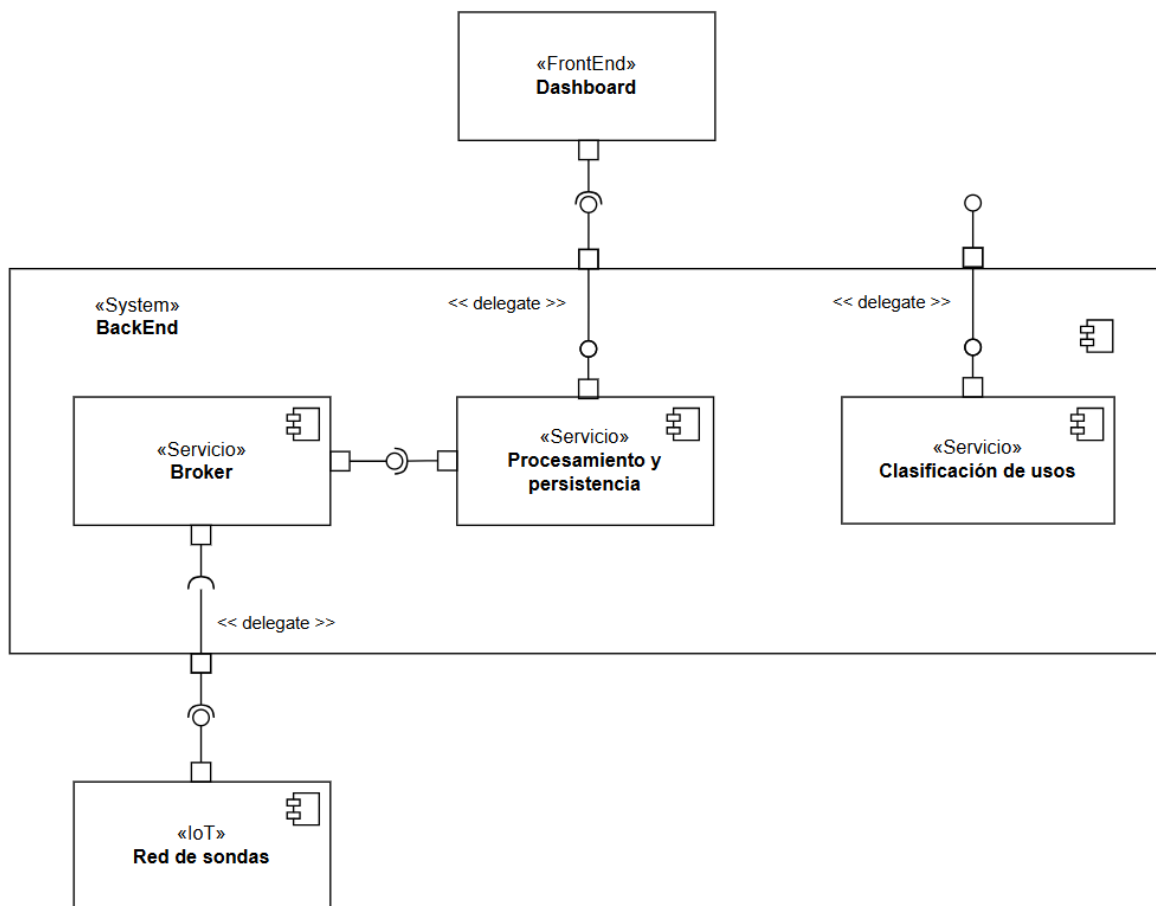 «FrontEnd»
Dashboard
<< delegate >>
<< delegate >>
«System»
BackEnd
«Servicio»
Broker
«Servicio»
Procesamiento y
persistencia
«Servicio»
Clasificación de usos
<< delegate >>
«IoT»
Red de sondas